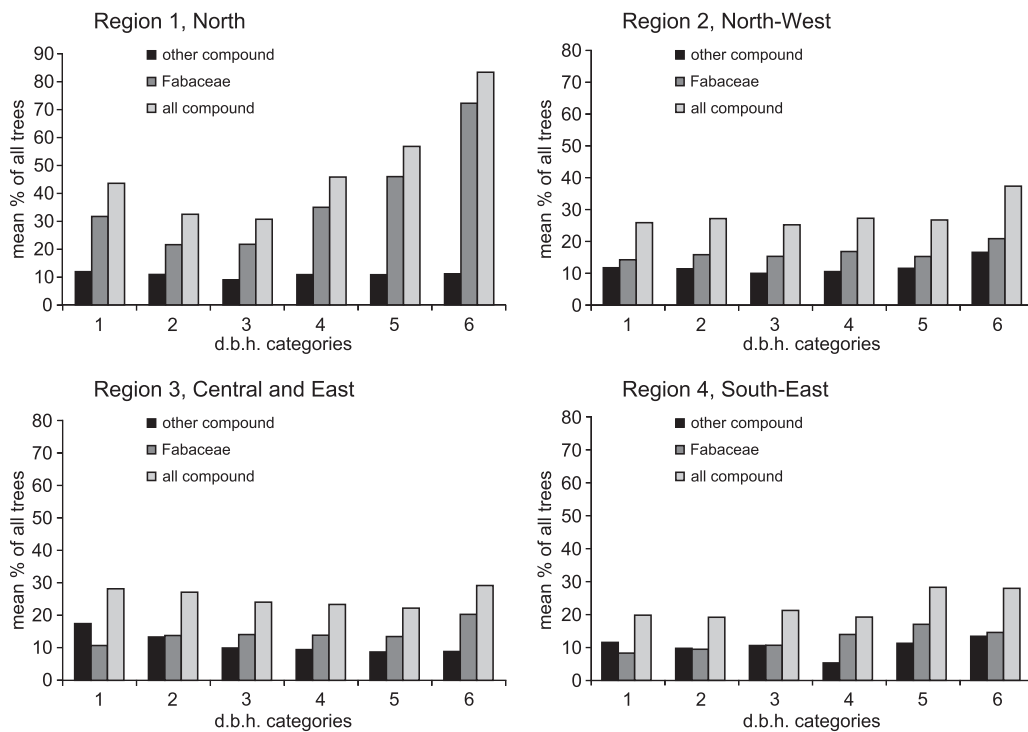 Region 1, North
90
80
70
60
50
40
30
20
10
0
mean % of all trees
other compound
Fabaceae
all compound
1 2 3 4 5 6
d.b.h. categories
Region 2, North-West
80
70
60
50
40
30
20
10
0
mean % of all trees
other compound
Fabaceae
all compound
1 2 3 4 5 6
d.b.h. categories
Region 3, Central and East
80
70
60
50
40
30
20
10
0
mean % of all trees
other compound
Fabaceae
all compound
1 2 3 4 5 6
d.b.h. categories
Region 4, South-East
80
70
60
50
40
30
20
10
0
mean % of all trees
other compound
Fabaceae
all compound
1 2 3 4 5 6
d.b.h. categories